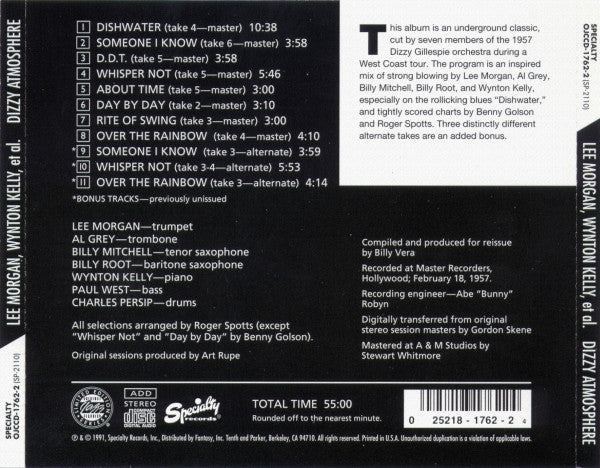 LEE MORGAN, WYNTON KELLY, et al. DIZZY ATMOSPHERE
SPECIALTY
OJCCD-1762-2 (SP-2110)
1 DISHWATER (take 4—master) 10:38
2 SOMEONE I KNOW (take 6—master) 3:58
3 D.D.T. (take 5—master) 3:58
4 WHISPER NOT (take 5—master) 5:46
5 ABOUT TIME (take 5—master) 3:10
6 DAY BY DAY (take 2—master) 3:10
7 RITE OF SWING (take 3—master) 3:10
8 OVER THE RAINBOW (take 4—master) 4:10
*9 SOMEONE I KNOW (take 3—alternate) 3:59
*10 WHISPER NOT (take 3-4—alternate) 5:53
*11 OVER THE RAINBOW (take 3—alternate) 4:14
*BONUS TRACKS—previously unissued
LEE MORGAN—trumpet
AL GREY—trombone
BILLY MITCHELL—tenor saxophone
BILLY ROOT—baritone saxophone
WYNTON KELLY—piano
PAUL WEST—bass
CHARLES PERSIP—drums
All selections arranged by Roger Spotts (except
"Whisper Not" and "Day by Day" by Benny Golson).
Original sessions produced by Art Rupe
This album is an underground classic,
cut by seven members of the 1957
Dizzy Gillespie orchestra during a
West Coast tour. The program is an inspired
mix of strong blowing by Lee Morgan, Al Grey,
Billy Mitchell, Billy Root, and Wynton Kelly,
especially on the rollicking blues "Dishwater,"
and tightly scored charts by Benny Golson
and Roger Spotts. Three distinctly different
alternate takes are an added bonus.
Compiled and produced for reissue
by Billy Vera
Recorded at Master Recorders,
Hollywood; February 18, 1957.
Recording engineer—Abe "Bunny"
Robyn
Digitally transferred from original
stereo session masters by Gordon Skene
Mastered at A & M Studios by
Stewart Whitmore
LIMITED EDITION
SERIES
ADD
STEREO
COMPACT
disc
DIGITAL AUDIO
Specialty
records
TOTAL TIME 55:00
Rounded off to the nearest minute.
0 25218-1762-2 4
℗ & © 1991, Specialty Records, Inc., Distributed by Fantasy, Inc. Tenth and Parker, Berkeley, CA 94710. All rights reserved. Printed in U.S.A. Unauthorized duplication is a violation of applicable laws.
OJCCD-1762-2 (SP-2110)
SPECIALTY
LEE MORGAN, WYNTON KELLY, et al. DIZZY ATMOSPHERE